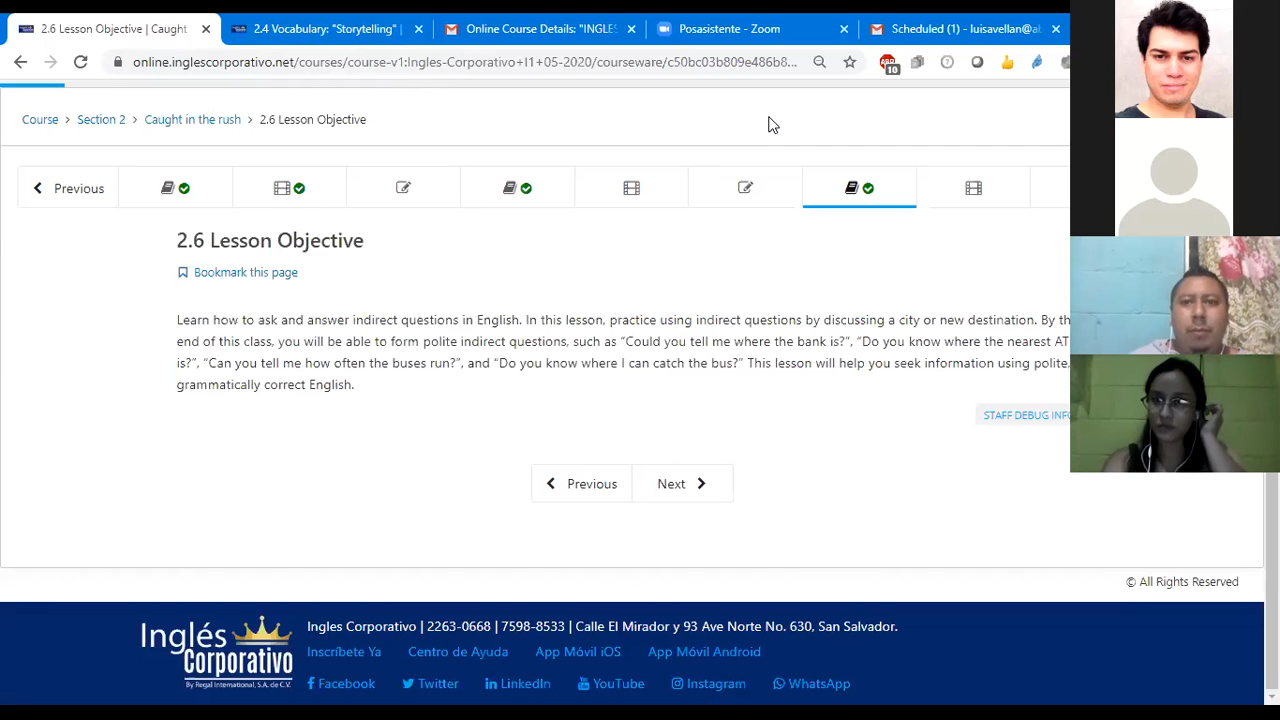 2.6 Lesson Objective | Caught
2.4 Vocabulary: "Storytelling" |
Online Course Details: "INGLES
Posasistente - Zoom
Scheduled (1) - luisavellan@
online.inglescorporativo.net/courses/course-v1:Ingles-Corporativo+I1+05-2020/courseware/
10
Course > Section 2 > Caught in the rush > 2.6 Lesson Objective
Previous
2.6 Lesson Objective
Bookmark this page
Learn how to ask and answer indirect questions in English. In this lesson, practice using indirect questions by discussing a city or new destination. By th
end of this class, you will be able to form polite indirect questions, such as “Could you tell me where the bank is?”, “Do you know where the nearest AT
is?”, “Can you tell me how often the buses run?”, and “Do you know where I can catch the bus?” This lesson will help you seek information using polite,
grammatically correct English.
STAFF DEBUG INFO
Previous Next
© All Rights Reserved
Inglés Corporativo
By Regal International, S.A. de C.V.
Ingles Corporativo | 2263-0668 | 7598-8533 | Calle El Mirador y 93 Ave Norte No. 630, San Salvador.
Inscríbete Ya Centro de Ayuda App Móvil iOS App Móvil Android
Facebook Twitter LinkedIn YouTube Instagram WhatsApp